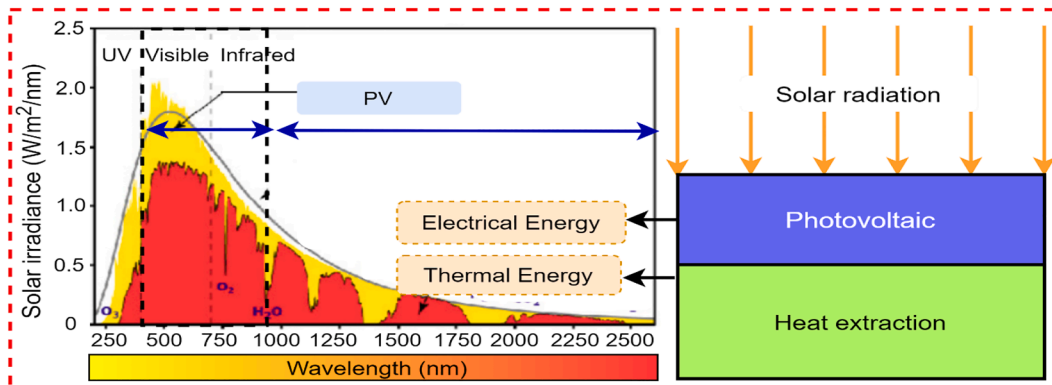 2.5
UV Visible Infrared
2.0
PV
1.5
1.0
0.5
0
Solar irradiance (W/m²/nm)
O₃
O₂
H₂O
250 500 750 1000 1250 1500 1750 2000 2250 2500
Wavelength (nm)
Electrical Energy
Thermal Energy
Solar radiation
Photovoltaic
Heat extraction